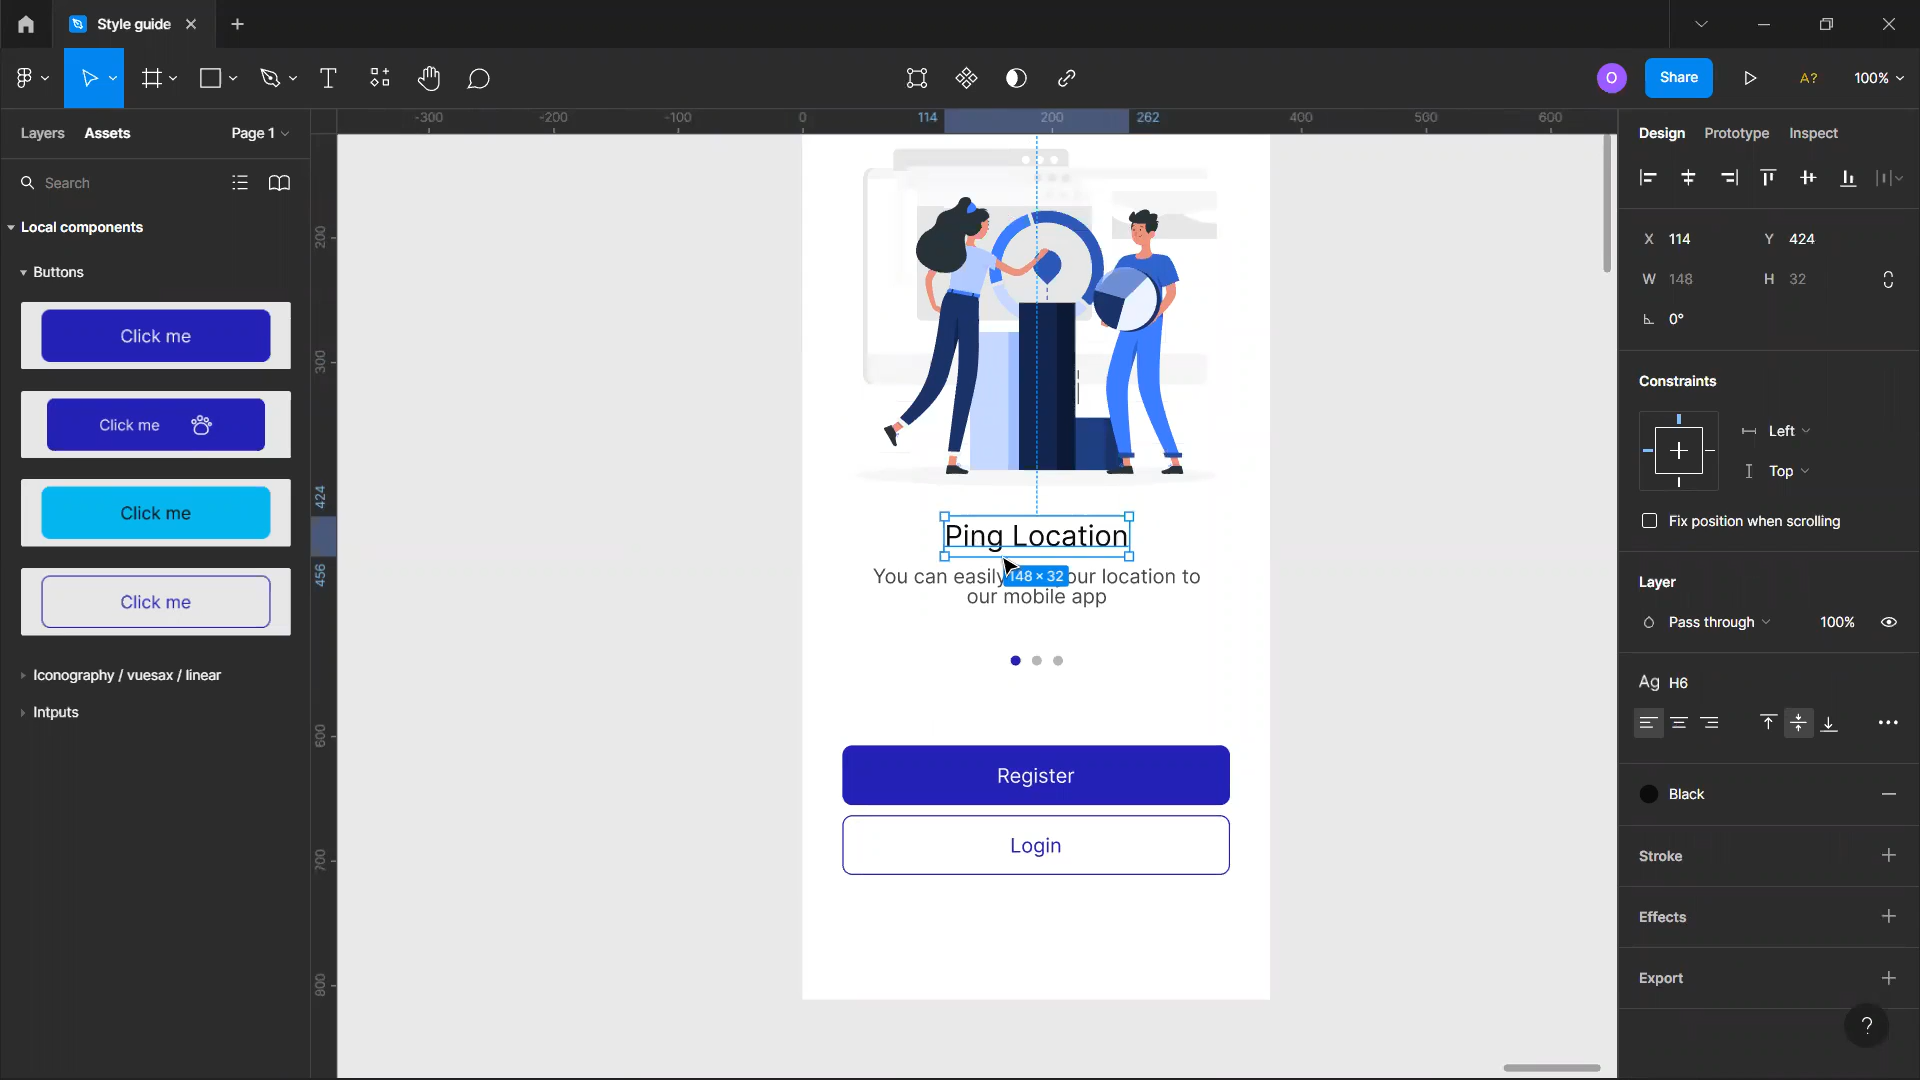 Style guide
Share
A?
100%
O
Layers
Assets
Page 1
-300
-200
-100
0
114
200
262
400
500
600
Design
Prototype
Inspect
Search
Local components
Buttons
Click me
Click me
Click me
Click me
Iconography / vuesax / linear
Intputs
200
300
424
456
600
700
800
Ping Location
You can easily
our location to
our mobile app
148 × 32
Register
Login
X
114
Y
424
W
148
H
32
0°
Constraints
Left
Top
Fix position when scrolling
Layer
Pass through
100%
Ag
H6
Black
Stroke
Effects
Export
?